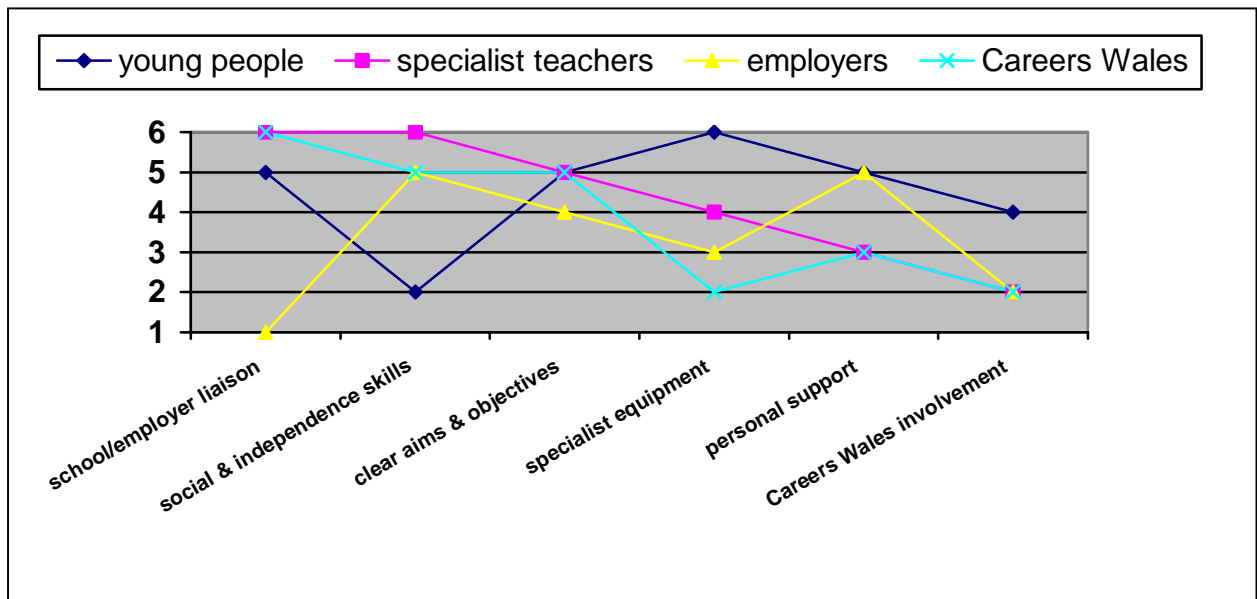 young people specialist teachers employers Careers Wales
6
5
4
3
2
1
school/employer liaison
social & independence skills
clear aims & objectives
specialist equipment
personal support
Careers Wales involvement